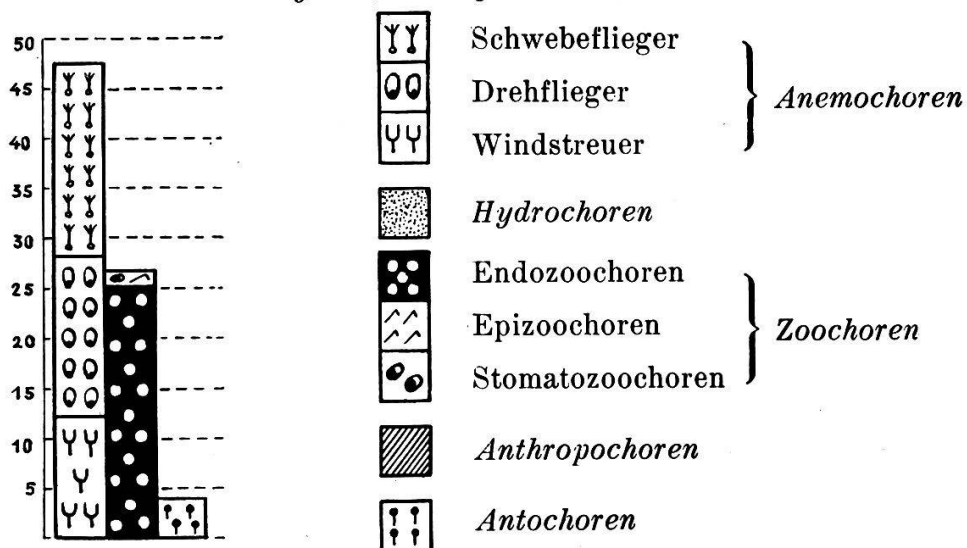 50
45
40
35
30
25
20
15
10
5
Schwebeflieger
Drehflieger
Windstreuer
Anemochoren
Hydrochoren
Endozoochoren
Epizoochoren
Stomatozoochoren
Zoochoren
Anthropochoren
Antochoren